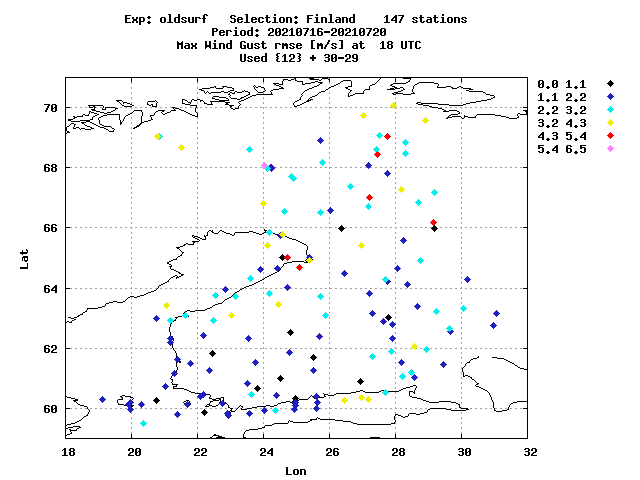 Exp: oldsurf   Selection: Finland    147 stations
Period: 20210716-20210720
Max Wind Gust rmse [m/s] at  18 UTC
Used {12} + 30-29
0.0 1.1
1.1 2.2
2.2 3.2
3.2 4.3
4.3 5.4
5.4 6.5
70
68
66
64
62
60
Lat
18 20 22 24 26 28 30 32
Lon